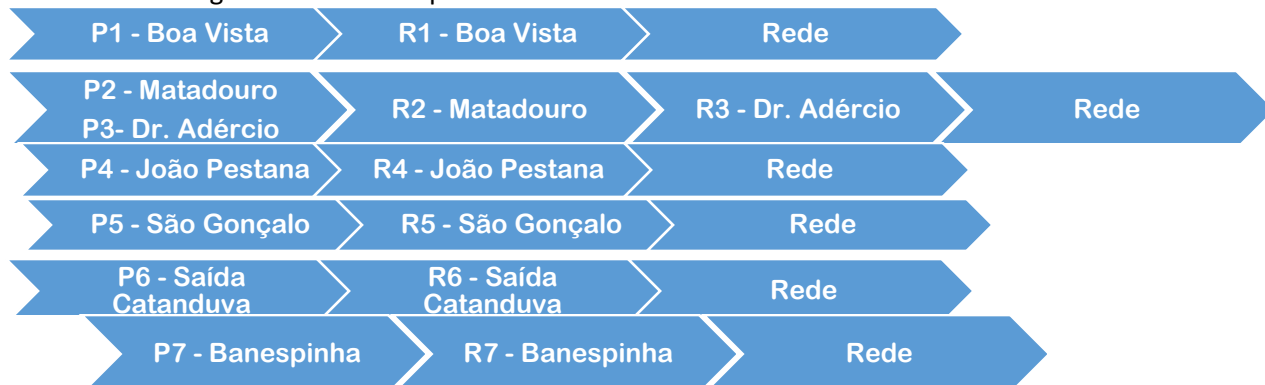 P1 - Boa Vista
R1 - Boa Vista
Rede
P2 - Matadouro
P3- Dr. Adércio
R2 - Matadouro
R3 - Dr. Adércio
Rede
P4 - João Pestana
R4 - João Pestana
Rede
P5 - São Gonçalo
R5 - São Gonçalo
Rede
P6 - Saída
Catanduva
R6 - Saída
Catanduva
Rede
P7 - Banespinha
R7 - Banespinha
Rede